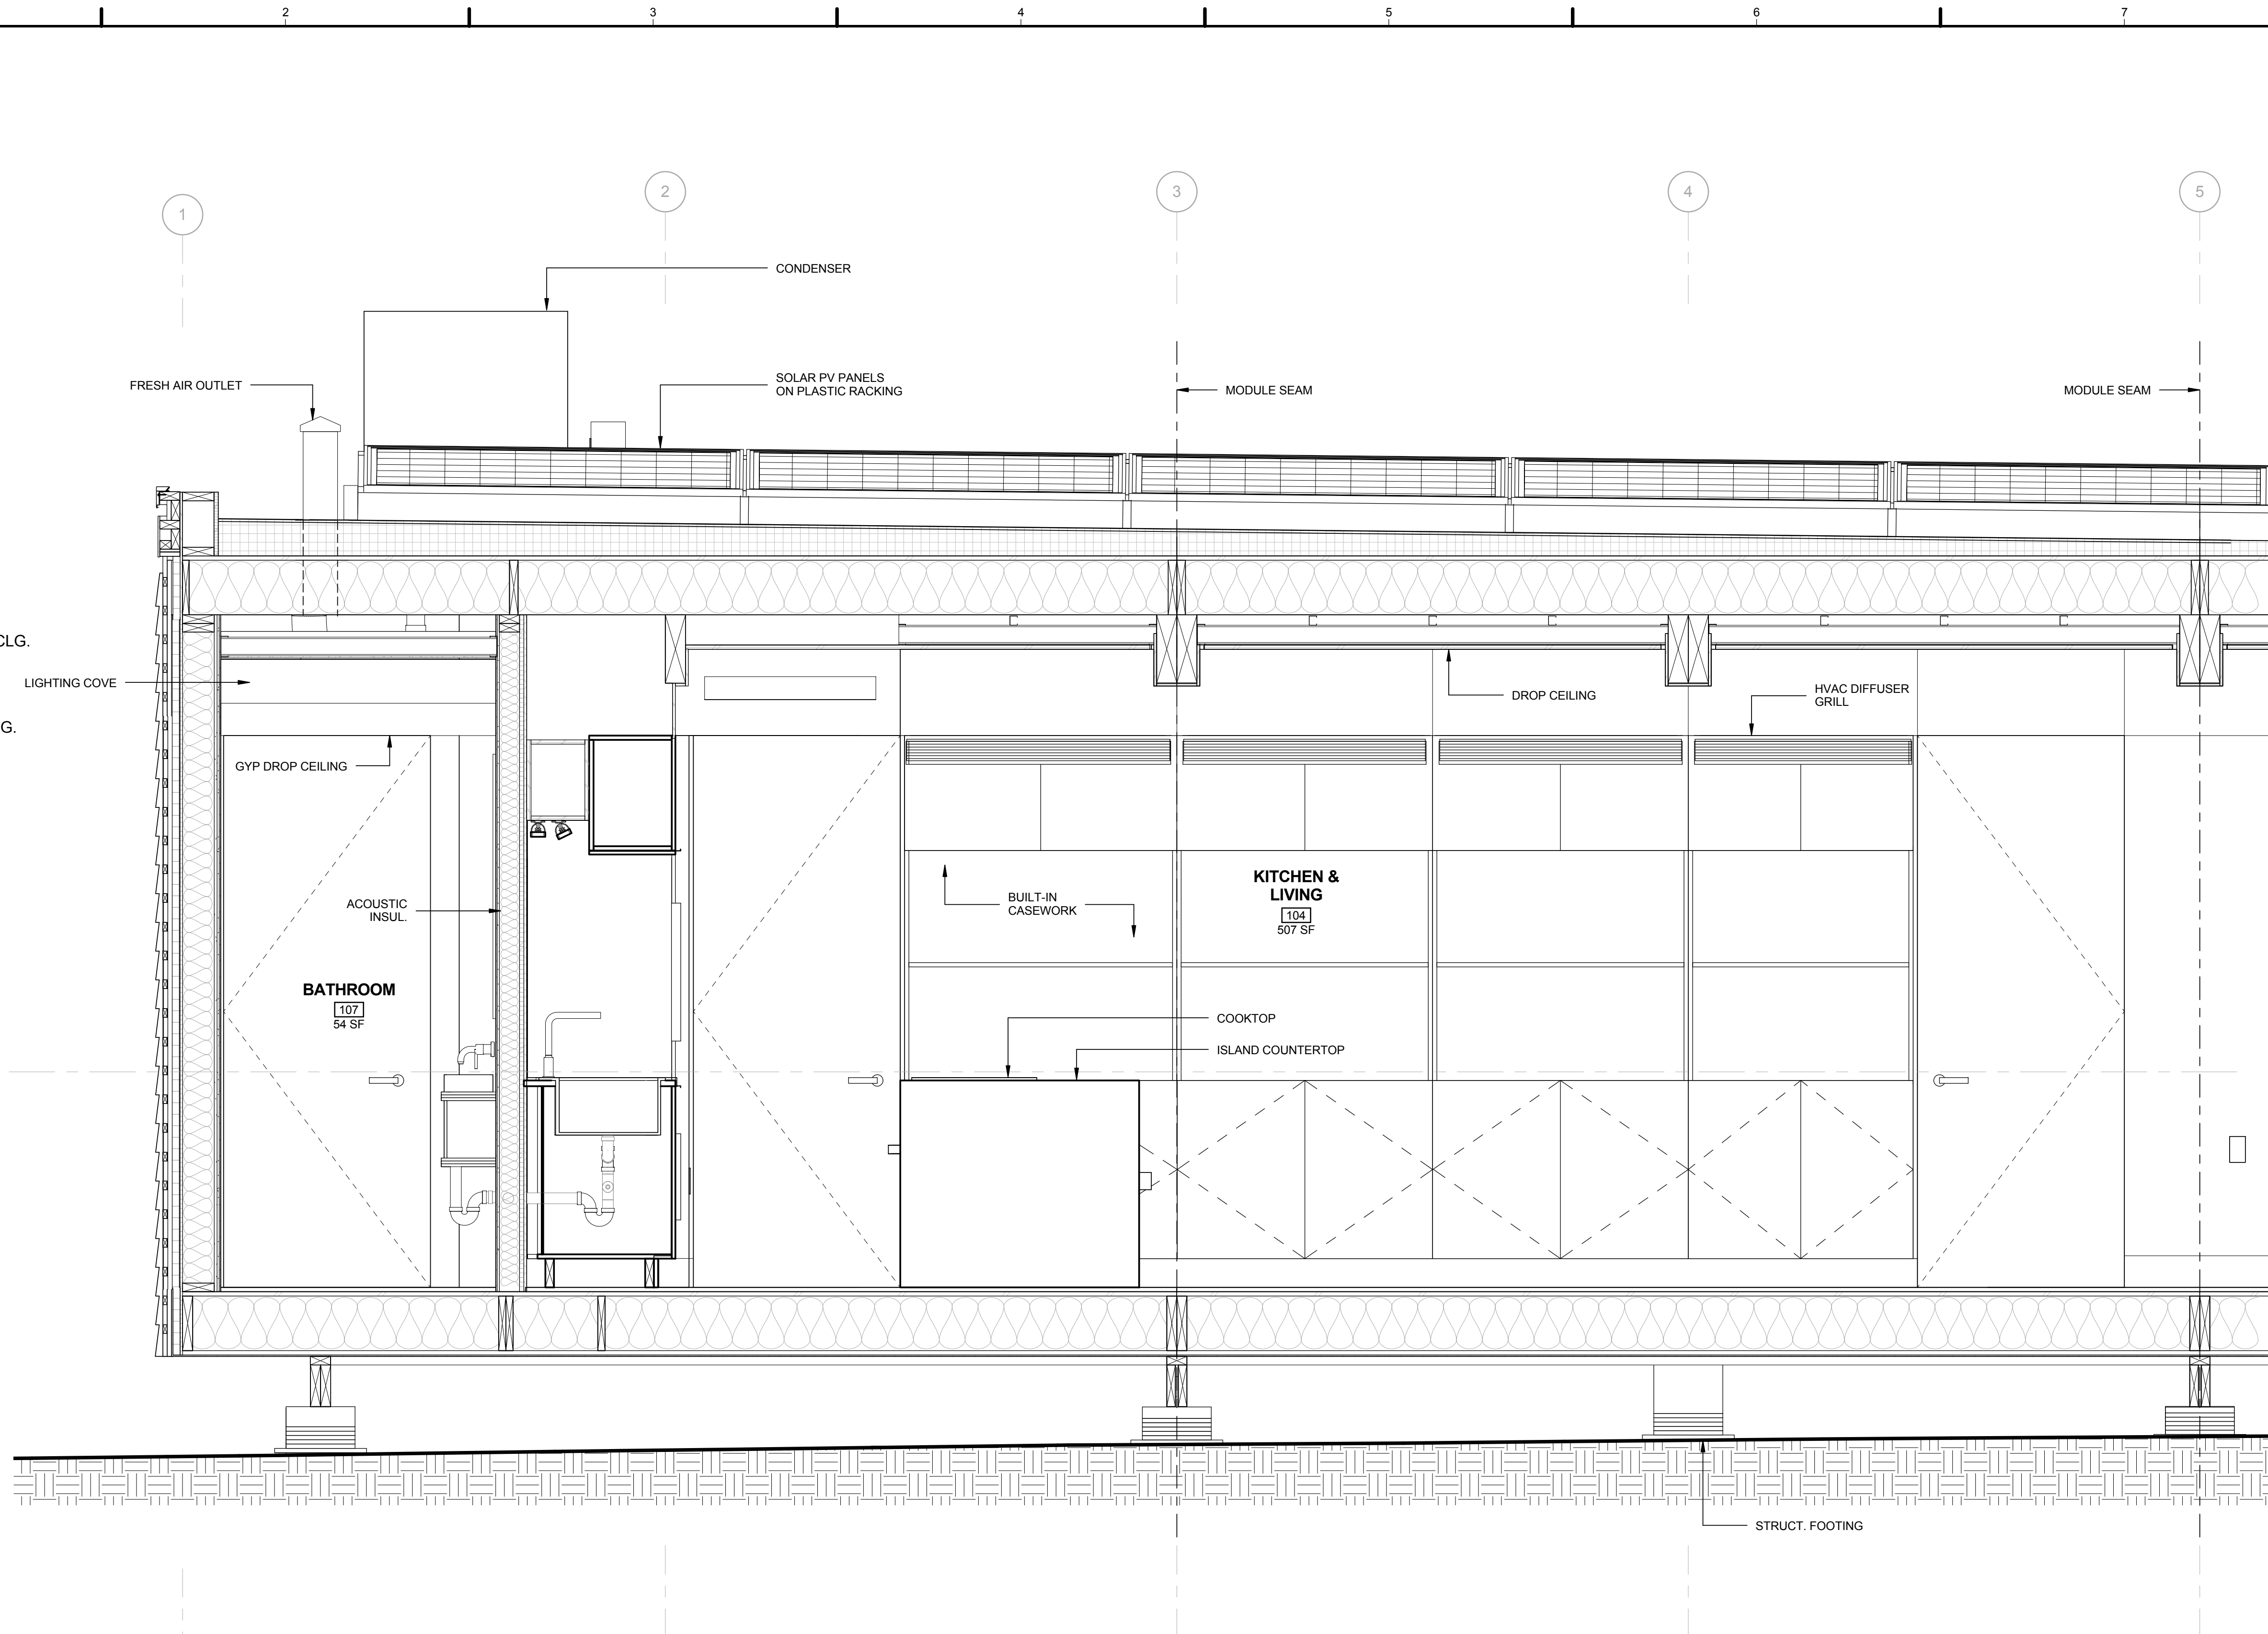 2
3
4
5
6
7
1
2
3
4
5
CONDENSER
FRESH AIR OUTLET
SOLAR PV PANELS
ON PLASTIC RACKING
MODULE SEAM
MODULE SEAM
CLG.
LIGHTING COVE
DROP CEILING
HVAC DIFFUSER
GRILL
G.
GYP DROP CEILING
ACOUSTIC
INSUL.
BUILT-IN
CASEWORK
KITCHEN &
LIVING
104
507 SF
BATHROOM
107
54 SF
COOKTOP
ISLAND COUNTERTOP
STRUCT. FOOTING